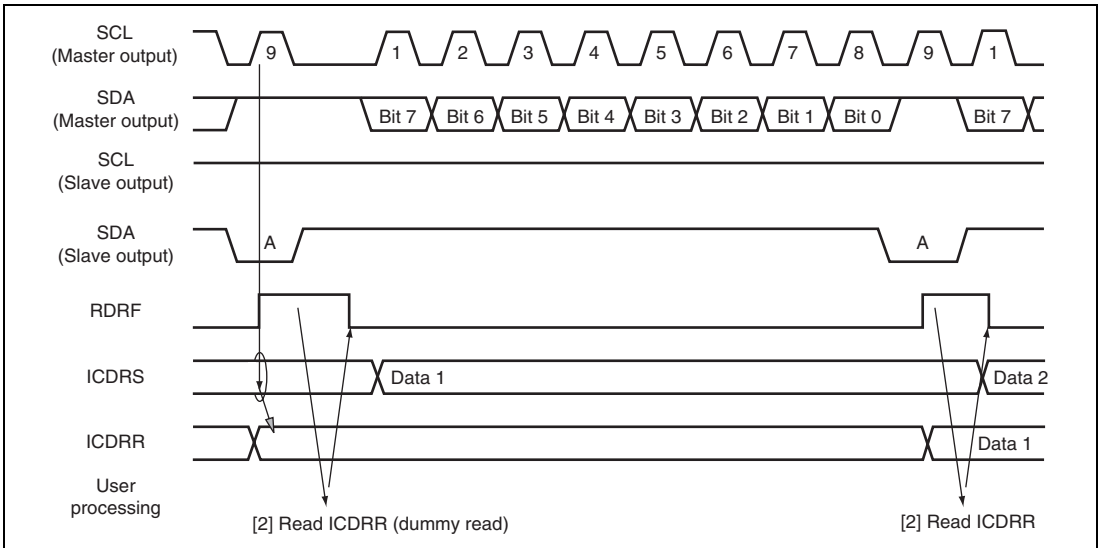 SCL
(Master output)
9 1 2 3 4 5 6 7 8 9 1
SDA
(Master output)
Bit 7 Bit 6 Bit 5 Bit 4 Bit 3 Bit 2 Bit 1 Bit 0 Bit 7
SCL
(Slave output)
SDA
(Slave output)
A A
RDRF
ICDRS
Data 1 Data 2
ICDRR
Data 1
User
processing
[2] Read ICDRR (dummy read) [2] Read ICDRR